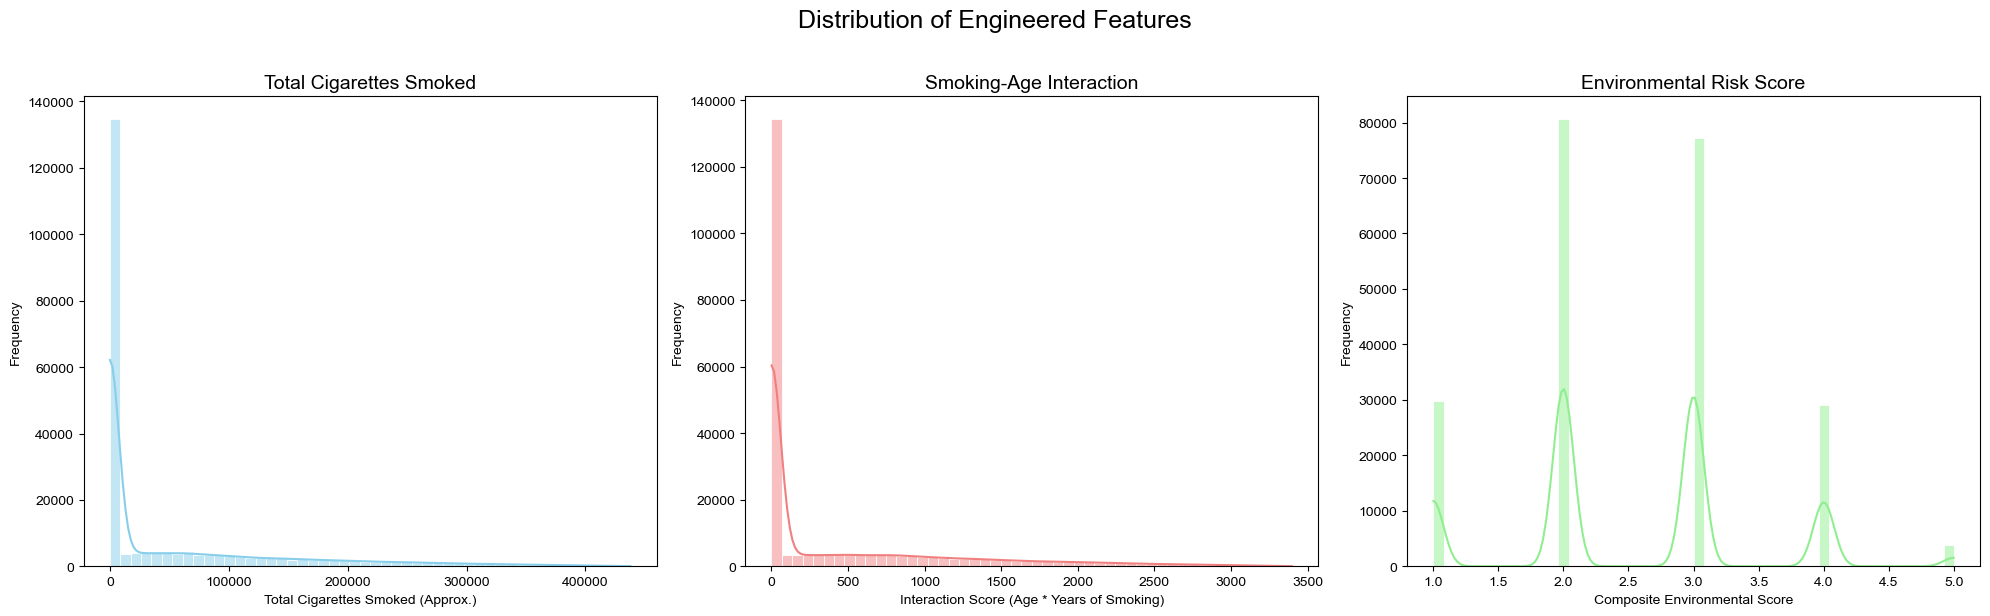 Distribution of Engineered Features
Total Cigarettes Smoked
Frequency
140000
120000
100000
80000
60000
40000
20000
0
0 100000 200000 300000 400000
Total Cigarettes Smoked (Approx.)
Smoking-Age Interaction
Frequency
140000
120000
100000
80000
60000
40000
20000
0
0 500 1000 1500 2000 2500 3000 3500
Interaction Score (Age * Years of Smoking)
Environmental Risk Score
Frequency
80000
70000
60000
50000
40000
30000
20000
10000
0
1.0 1.5 2.0 2.5 3.0 3.5 4.0 4.5 5.0
Composite Environmental Score